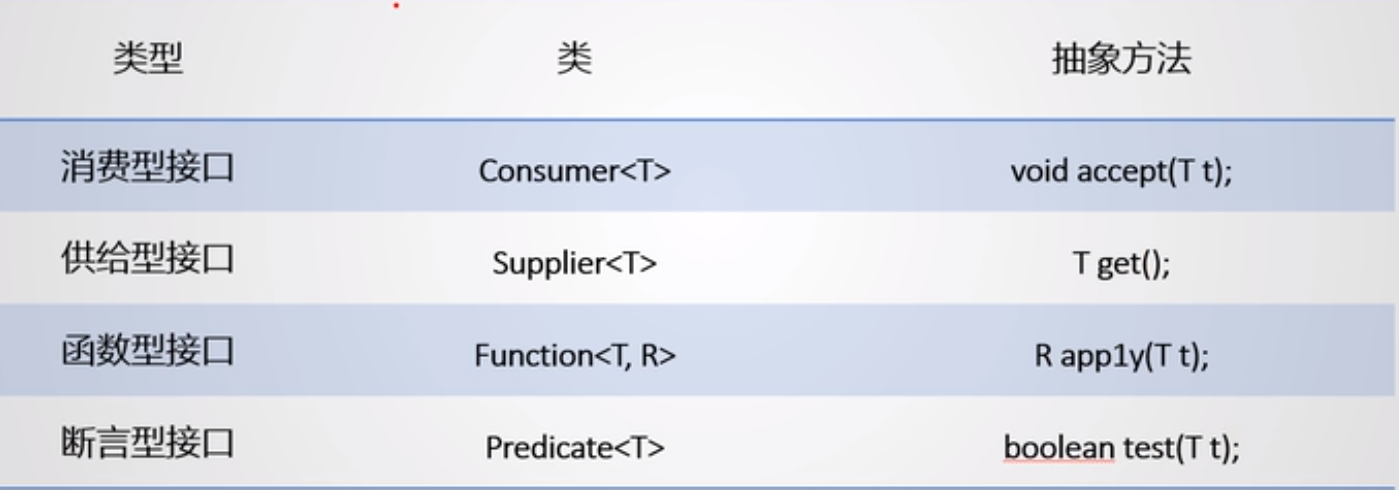 类型 类 抽象方法
消费型接口 Consumer<T> void accept(T t);
供给型接口 Supplier<T> T get();
函数型接口 Function<T, R> R app1y(T t);
断言型接口 Predicate<T> boolean test(T t);